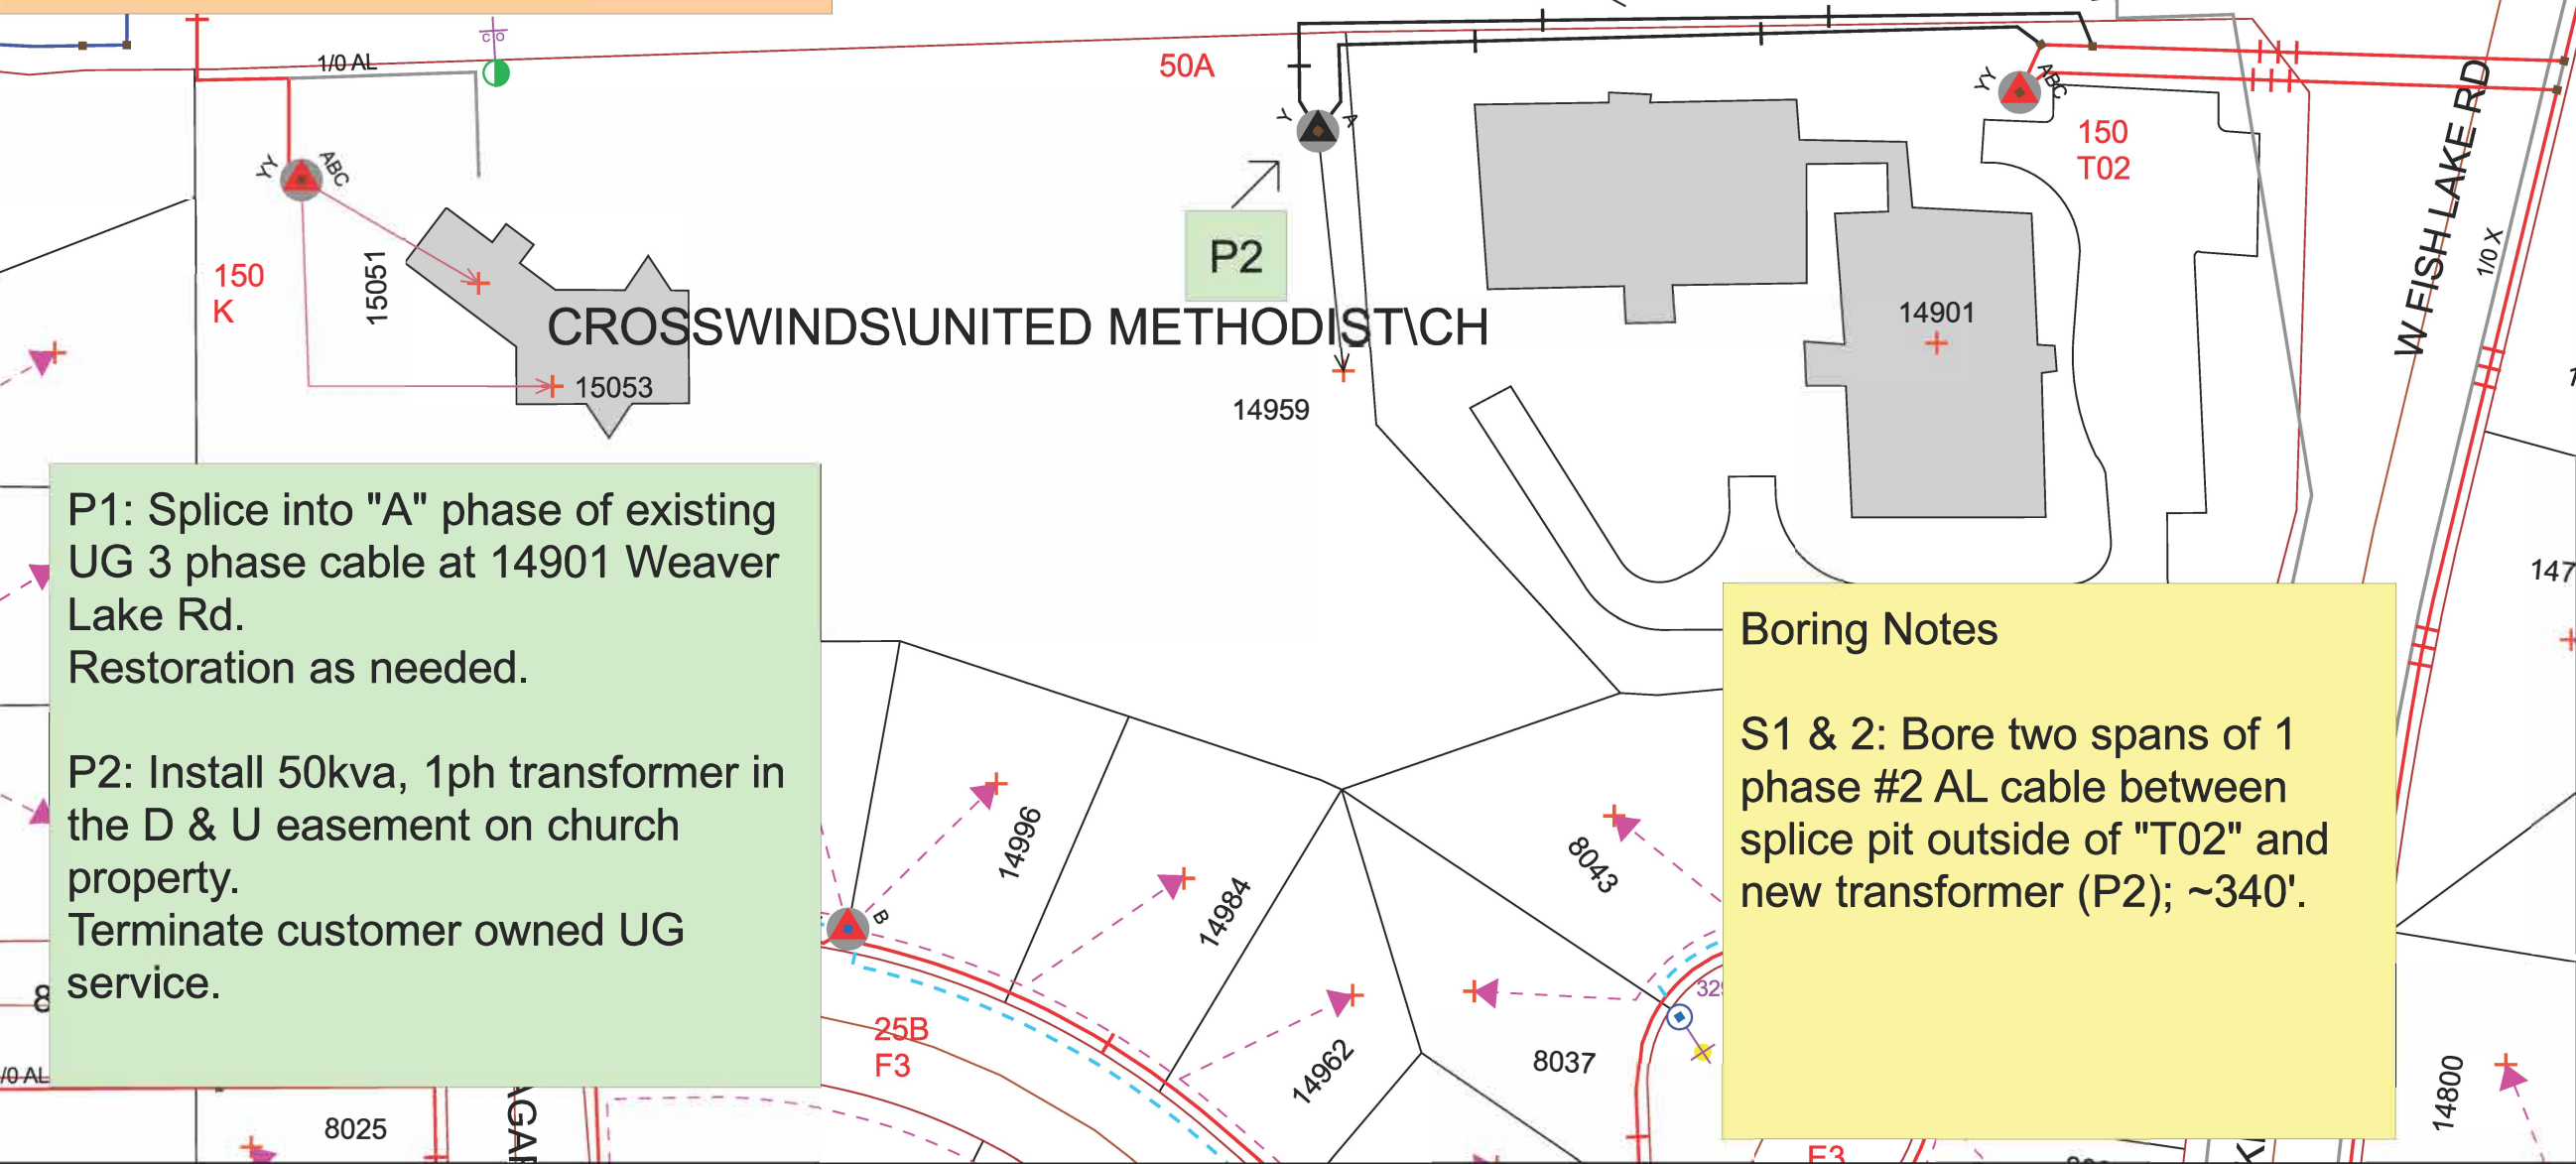 1/0 AL
c/o
50A
YY
ABC
Y
A
YY
ABC
150
T02
150
K
15051
P2
W FISH LAKE RD
1/0 X
14901
CROSSWINDS\UNITED METHODIST\CH
15053
14959
P1: Splice into "A" phase of existing
UG 3 phase cable at 14901 Weaver
Lake Rd.
Restoration as needed.
P2: Install 50kva, 1ph transformer in
the D & U easement on church
property.
Terminate customer owned UG
service.
Boring Notes
S1 & 2: Bore two spans of 1
phase #2 AL cable between
splice pit outside of "T02" and
new transformer (P2); ~340'.
147
14996
14984
8043
B
25B
F3
14962
8037
8
/0 AL
8025
14800